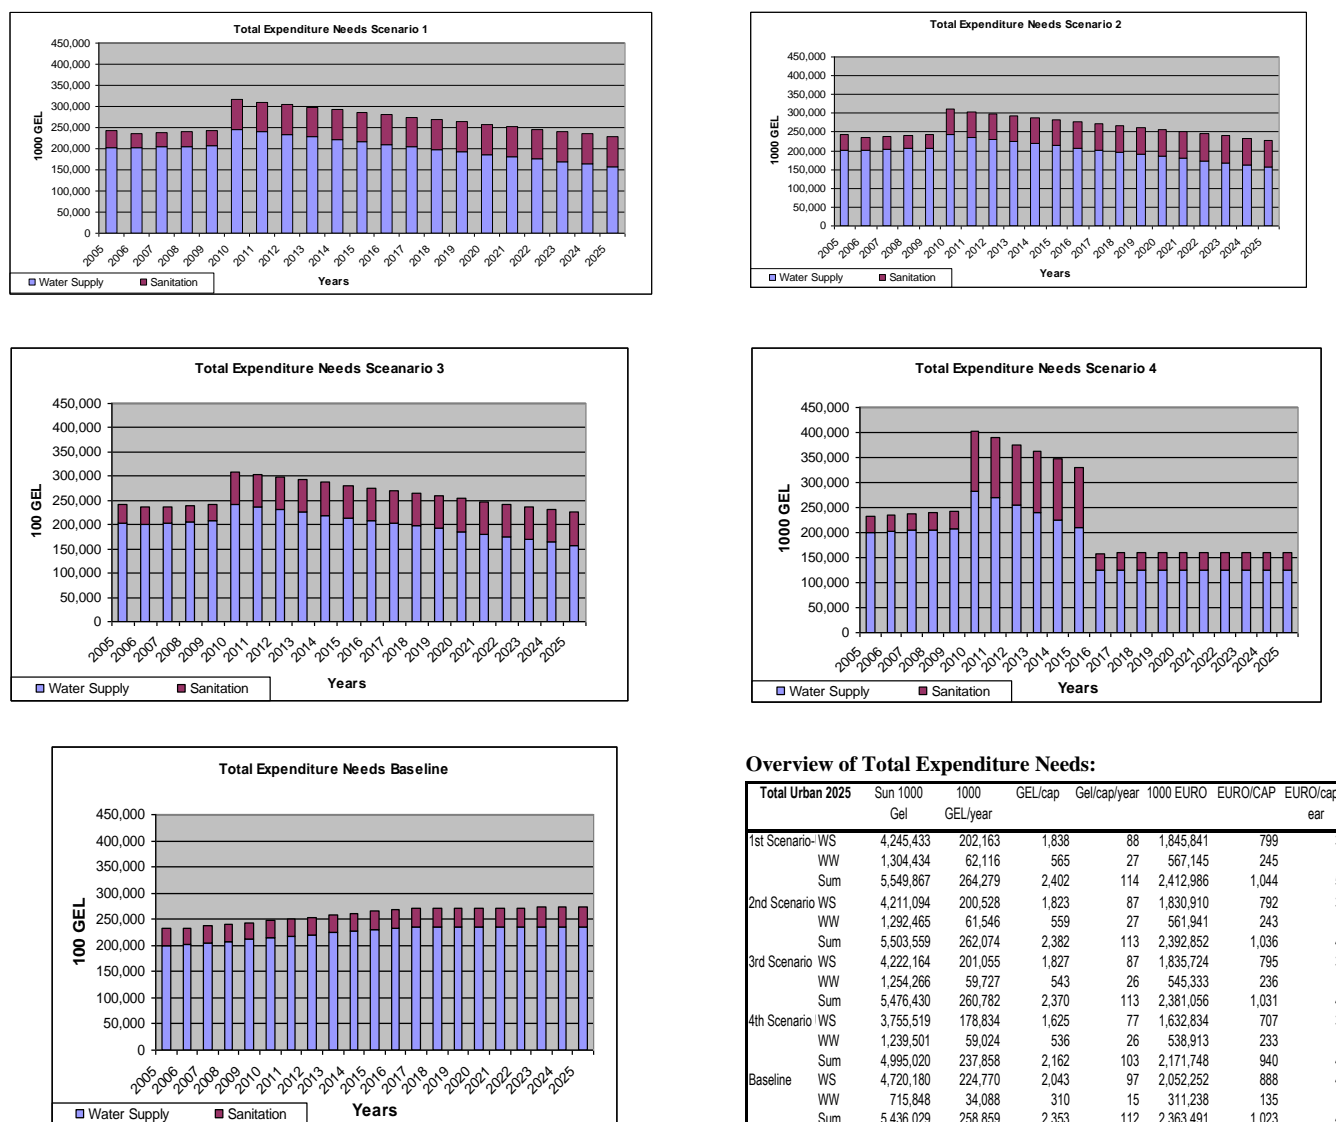 Total Expenditure Needs Scenario 1
450,000
400,000
350,000
300,000
250,000
200,000
150,000
100,000
50,000
0
1000 GEL
2005 2006 2007 2008 2009 2010 2011 2012 2013 2014 2015 2016 2017 2018 2019 2020 2021 2022 2023 2024 2025
Years
Water Supply Sanitation
Total Expenditure Needs Scenario 2
450,000
400,000
350,000
300,000
250,000
200,000
150,000
100,000
50,000
0
1000 GEL
2005 2006 2007 2008 2009 2010 2011 2012 2013 2014 2015 2016 2017 2018 2019 2020 2021 2022 2023 2024 2025
Years
Water Supply Sanitation
Total Expenditure Needs Sceanario 3
450,000
400,000
350,000
300,000
250,000
200,000
150,000
100,000
50,000
0
100 GEL
2005 2006 2007 2008 2009 2010 2011 2012 2013 2014 2015 2016 2017 2018 2019 2020 2021 2022 2023 2024 2025
Years
Water Supply Sanitation
Total Expenditure Needs Scenario 4
450,000
400,000
350,000
300,000
250,000
200,000
150,000
100,000
50,000
0
1000 GEL
2005 2006 2007 2008 2009 2010 2011 2012 2013 2014 2015 2016 2017 2018 2019 2020 2021 2022 2023 2024 2025
Years
Water Supply Sanitation
Total Expenditure Needs Baseline
450,000
400,000
350,000
300,000
250,000
200,000
150,000
100,000
50,000
0
100 GEL
2005 2006 2007 2008 2009 2010 2011 2012 2013 2014 2015 2016 2017 2018 2019 2020 2021 2022 2023 2024 2025
Years
Water Supply Sanitation
Overview of Total Expenditure Needs:
Total Urban 2025 Sun 1000 1000 GEL/cap Gel/cap/year 1000 EURO EURO/CAP EURO/cap
Gel GEL/year ear
1st Scenario- WS 4,245,433 202,163 1,838 88 1,845,841 799
WW 1,304,434 62,116 565 27 567,145 245
Sum 5,549,867 264,279 2,402 114 2,412,986 1,044
2nd Scenario WS 4,211,094 200,528 1,823 87 1,830,910 792
WW 1,292,465 61,546 559 27 561,941 243
Sum 5,503,559 262,074 2,382 113 2,392,852 1,036
3rd Scenario WS 4,222,164 201,055 1,827 87 1,835,724 795
WW 1,254,266 59,727 543 26 545,333 236
Sum 5,476,430 260,782 2,370 113 2,381,056 1,031
4th Scenario WS 3,755,519 178,834 1,625 77 1,632,834 707
WW 1,239,501 59,024 536 26 538,913 233
Sum 4,995,020 237,858 2,162 103 2,171,748 940
Baseline WS 4,720,180 224,770 2,043 97 2,052,252 888
WW 715,848 34,088 310 15 311,238 135
Sum 5,436,029 258,859 2,353 112 2,363,491 1,023